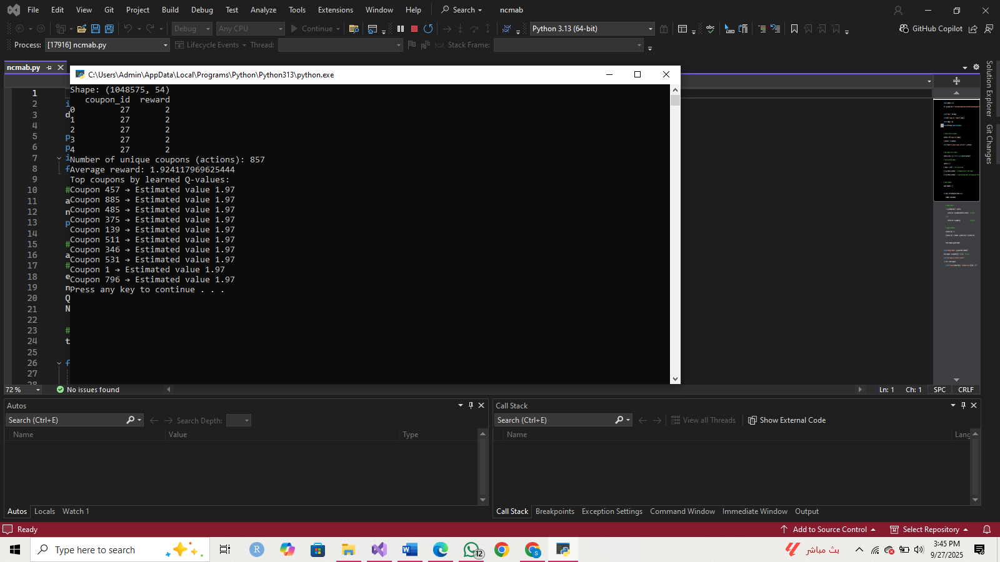 File Edit View Git Project Build Debug Test Analyze Tools Extensions Window Help Search ncmab
Debug Any CPU Continue Python 3.13 (64-bit) GitHub Copilot
Process: [17916] ncmab.py Lifecycle Events Thread: Stack Frame:
ncmab.py
C:\Users\Admin\AppData\Local\Programs\Python\Python313\python.exe
Shape: (1048575, 54)
coupon_id reward
0 27 2
1 27 2
2 27 2
3 27 2
4 27 2
Number of unique coupons (actions): 857
Average reward: 1.924117969625444
Top coupons by learned Q-values:
Coupon 457 → Estimated value 1.97
Coupon 885 → Estimated value 1.97
Coupon 485 → Estimated value 1.97
Coupon 375 → Estimated value 1.97
Coupon 139 → Estimated value 1.97
Coupon 511 → Estimated value 1.97
Coupon 346 → Estimated value 1.97
Coupon 531 → Estimated value 1.97
Coupon 1 → Estimated value 1.97
Coupon 796 → Estimated value 1.97
Press any key to continue . . .
1
2 i
3 d
4
5 p
6 p
7 i
8 f
9
10 #
11 a
12 n
13 p
14
15 #
16 a
17 #
18 e
19 n
20 Q
21 N
22
23 #
24 t
25
26 f
27
28
Solution Explorer
Git Changes
72 % No issues found Ln: 1 Ch: 1 SPC CRLF
Autos
Search (Ctrl+E) Search Depth:
Name Value Type
Autos Locals Watch 1
Call Stack
Search (Ctrl+E) View all Threads Show External Code
Name Lang
Call Stack Breakpoints Exception Settings Command Window Immediate Window Output
Ready Add to Source Control Select Repository
Type here to search
R
12
S
بث مباشر
3:45 PM
9/27/2025